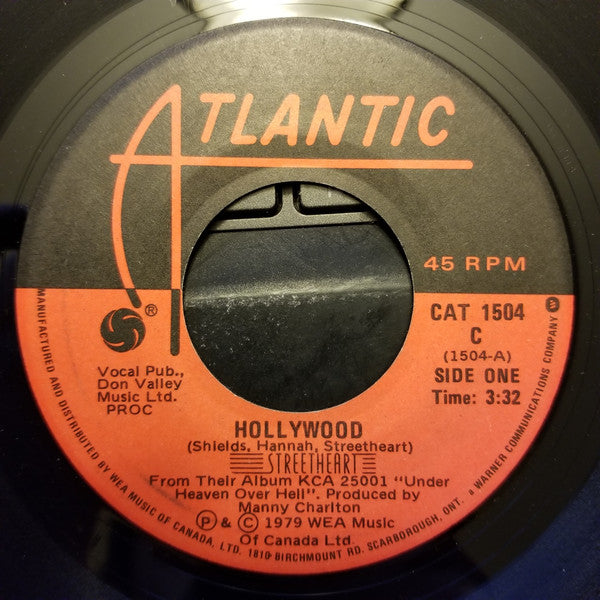 ATLANTIC
®
45 RPM
CAT 1504
C
(1504-A)
SIDE ONE
Time: 3:32
Vocal Pub.,
Don Valley
Music Ltd.
PROC
HOLLYWOOD
(Shields, Hannah, Streetheart)
STREETHEART
From Their Album KCA 25001 "Under
Heaven Over Hell". Produced by
Manny Charlton
Ⓟ & © 1979 WEA Music
Of Canada Ltd.
MANUFACTURED AND DISTRIBUTED BY WEA MUSIC OF CANADA, LTD. 1810 BIRCHMOUNT RD. SCARBOROUGH, ONT. A WARNER COMMUNICATIONS COMPANY